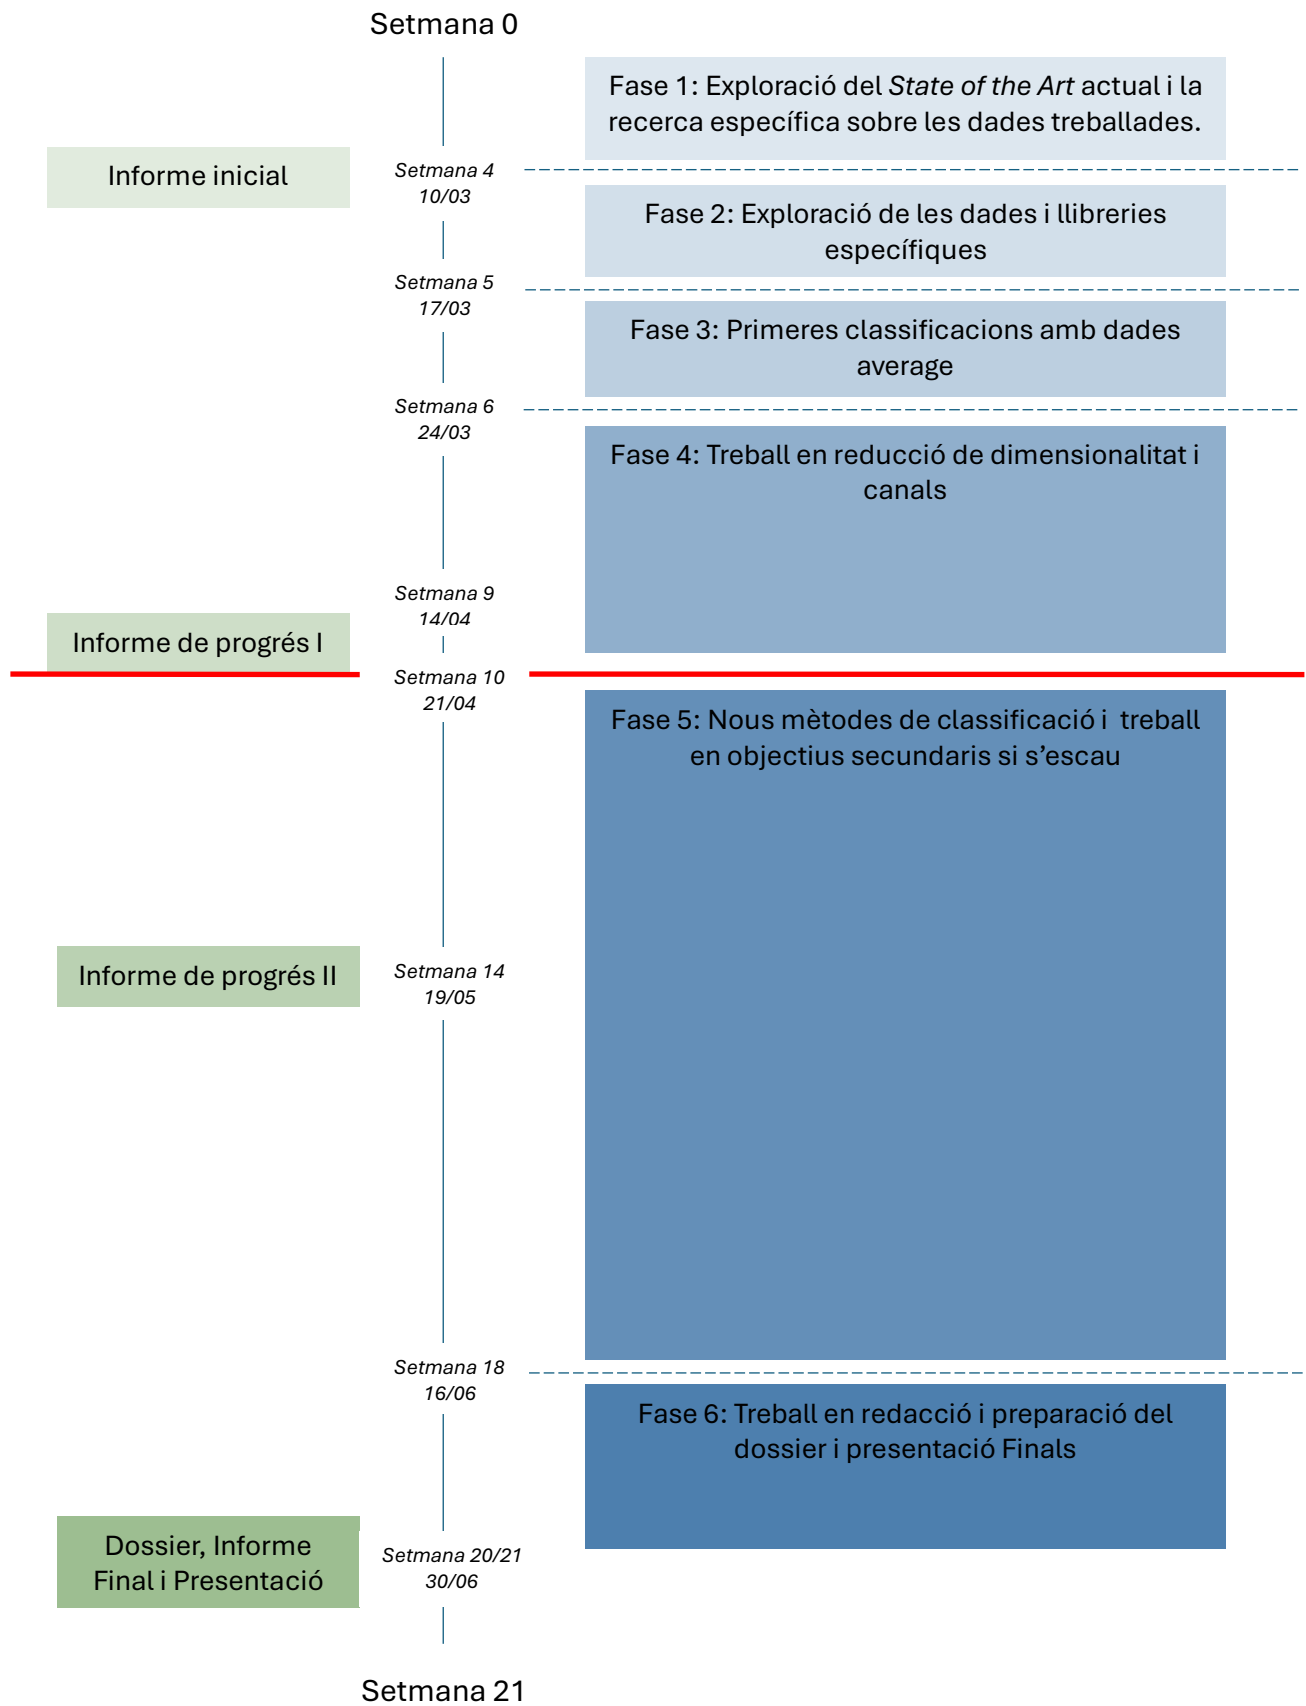 Setmana 0
Fase 1: Exploració del State of the Art actual i la
recerca específica sobre les dades treballades.
Informe inicial
Setmana 4
10/03
Fase 2: Exploració de les dades i llibreries
específiques
Setmana 5
17/03
Fase 3: Primeres classificacions amb dades
average
Setmana 6
24/03
Fase 4: Treball en reducció de dimensionalitat i
canals
Setmana 9
14/04
Informe de progrés I
Setmana 10
21/04
Fase 5: Nous mètodes de classificació i  treball
en objectius secundaris si s’escau
Informe de progrés II
Setmana 14
19/05
Setmana 18
16/06
Fase 6: Treball en redacció i preparació del
dossier i presentació Finals
Dossier, Informe
Final i Presentació
Setmana 20/21
30/06
Setmana 21